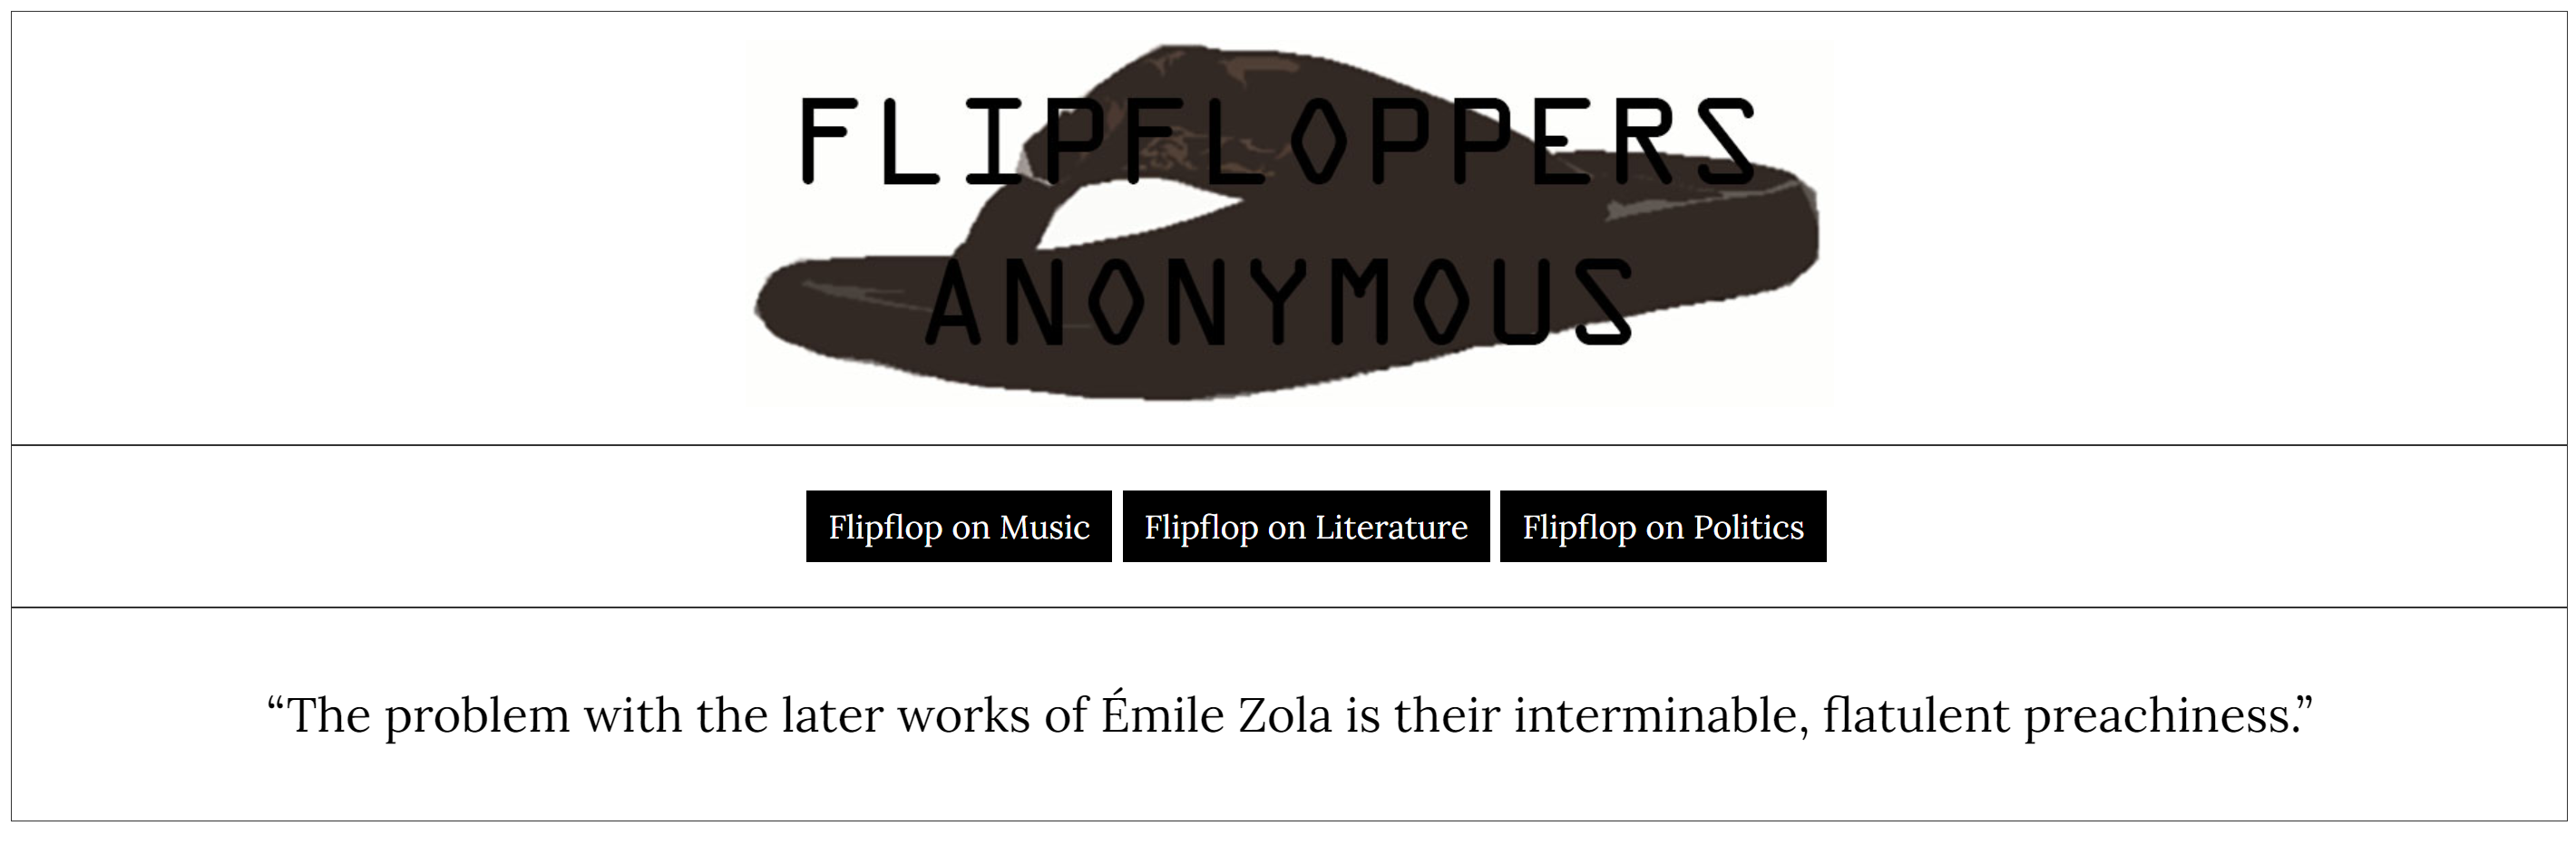 FLIPFLOPPERS
ANONYMOUS
Flipflop on Music Flipflop on Literature Flipflop on Politics
“The problem with the later works of Émile Zola is their interminable, flatulent preachiness.”